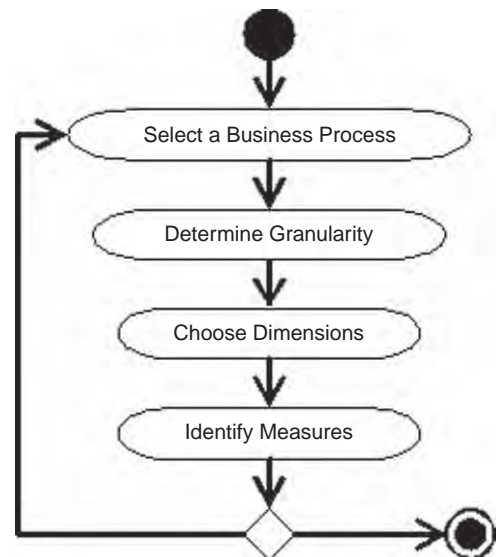 Select a Business Process
Determine Granularity
Choose Dimensions
Identify Measures